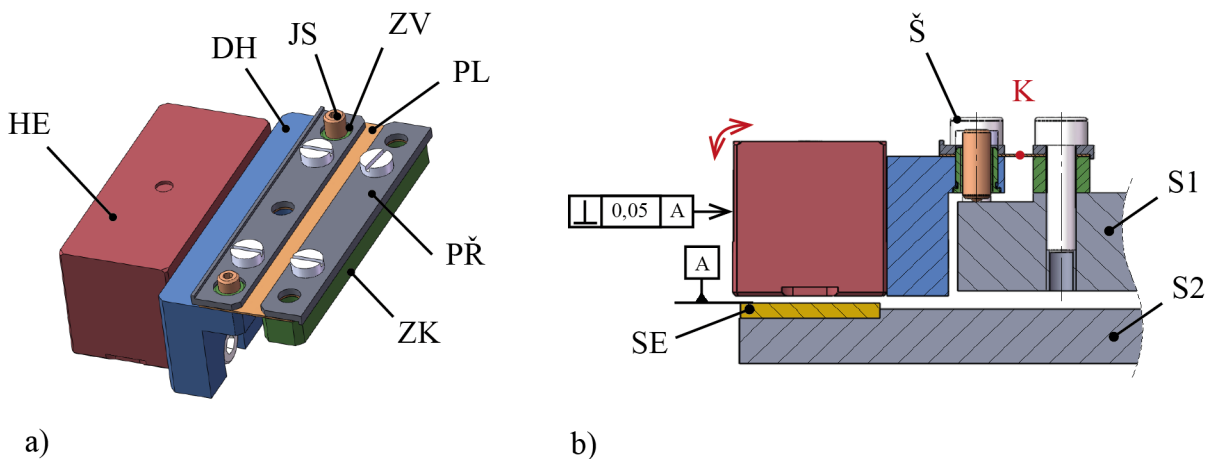 JS
ZV
DH
PL
HE
PŘ
ZK
a)
Š
K
⊥ 0,05 A
S1
A
S2
SE
b)